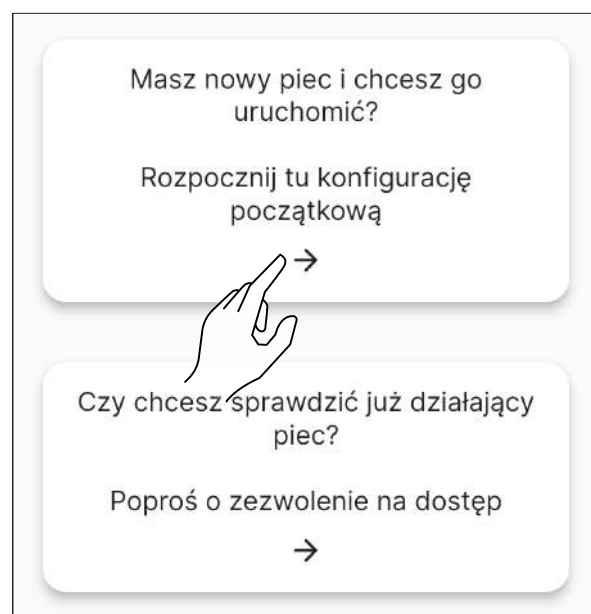 Masz nowy piec i chcesz go
uruchomić?
Rozpocznij tu konfigurację
początkową
→
Czy chcesz sprawdzić już działający
piec?
Poproś o zezwolenie na dostęp
→